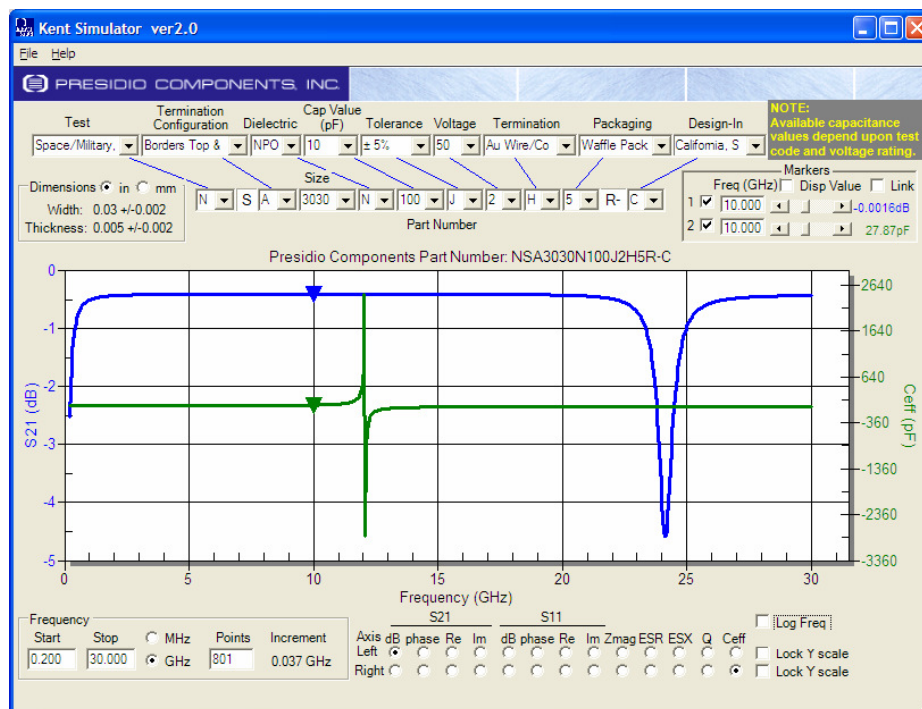 Kent Simulator ver2.0
File Help
PRESIDIO COMPONENTS, INC.
Test Termination Configuration Dielectric Cap Value (pF) Tolerance Voltage Termination Packaging Design-In
NOTE:
Available capacitance
values depend upon test
code and voltage rating.
Space/Military, Borders Top & NPO 10 ± 5% 50 Au Wire/Co Waffle Pack California, S
Dimensions in mm
Width: 0.03 +/-0.002
Thickness: 0.005 +/-0.002
Size
N S A 3030 N 100 J 2 H 5 R- C
Part Number
Markers
Freq (GHz) Disp Value Link
1 10.000 -0.0016dB
2 10.000 27.87pF
Presidio Components Part Number: NSA3030N100J2H5R-C
S21 (dB)
0
-1
-2
-3
-4
-5
2640
1640
640
-360
-1360
-2360
-3360
Ceff (pF)
0 5 10 15 20 25 30
Frequency (GHz)
Frequency
Start Stop MHz Points Increment
0.200 30.000 GHz 801 0.037 GHz
S21 S11
Axis dB phase Re Im dB phase Re Im Zmag ESR ESX Q Ceff
Left
Right
Log Freq
Lock Y scale
Lock Y scale